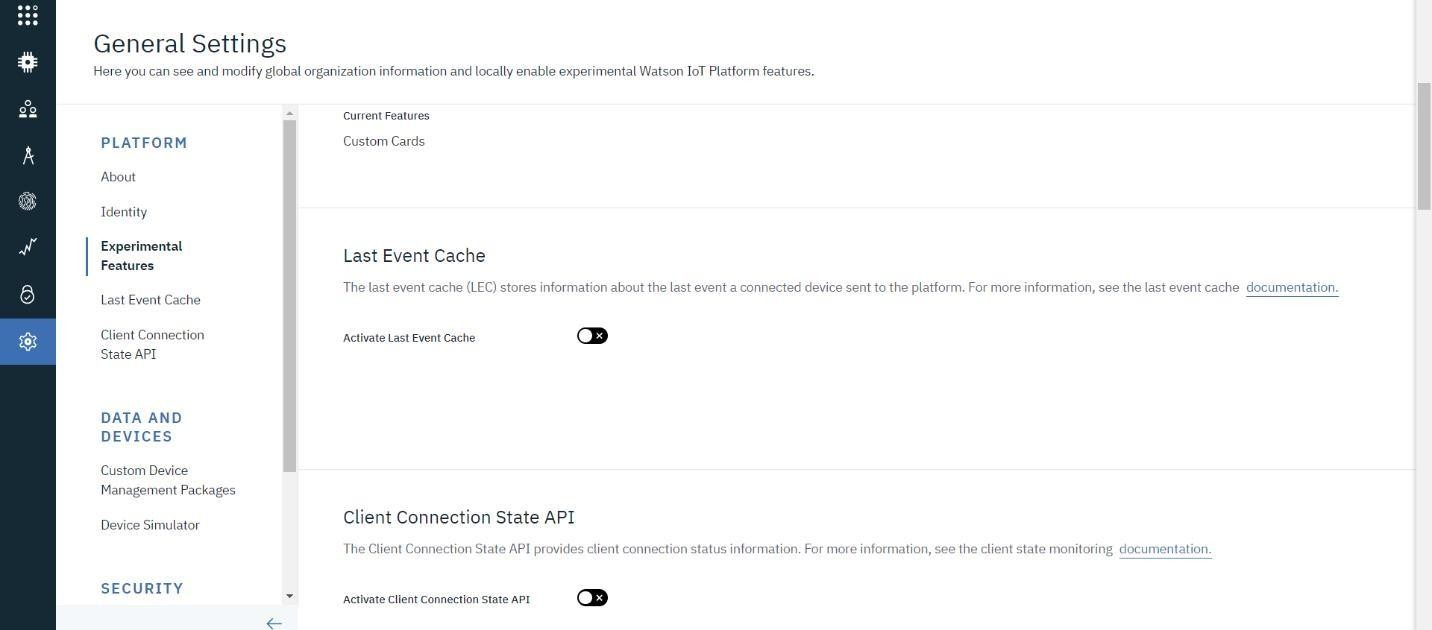 General Settings
Here you can see and modify global organization information and locally enable experimental Watson IoT Platform features.
PLATFORM
About
Identity
Experimental
Features
Last Event Cache
Client Connection
State API
DATA AND
DEVICES
Custom Device
Management Packages
Device Simulator
SECURITY
Current Features
Custom Cards
Last Event Cache
The last event cache (LEC) stores information about the last event a connected device sent to the platform. For more information, see the last event cache documentation.
Activate Last Event Cache
Client Connection State API
The Client Connection State API provides client connection status information. For more information, see the client state monitoring documentation.
Activate Client Connection State API